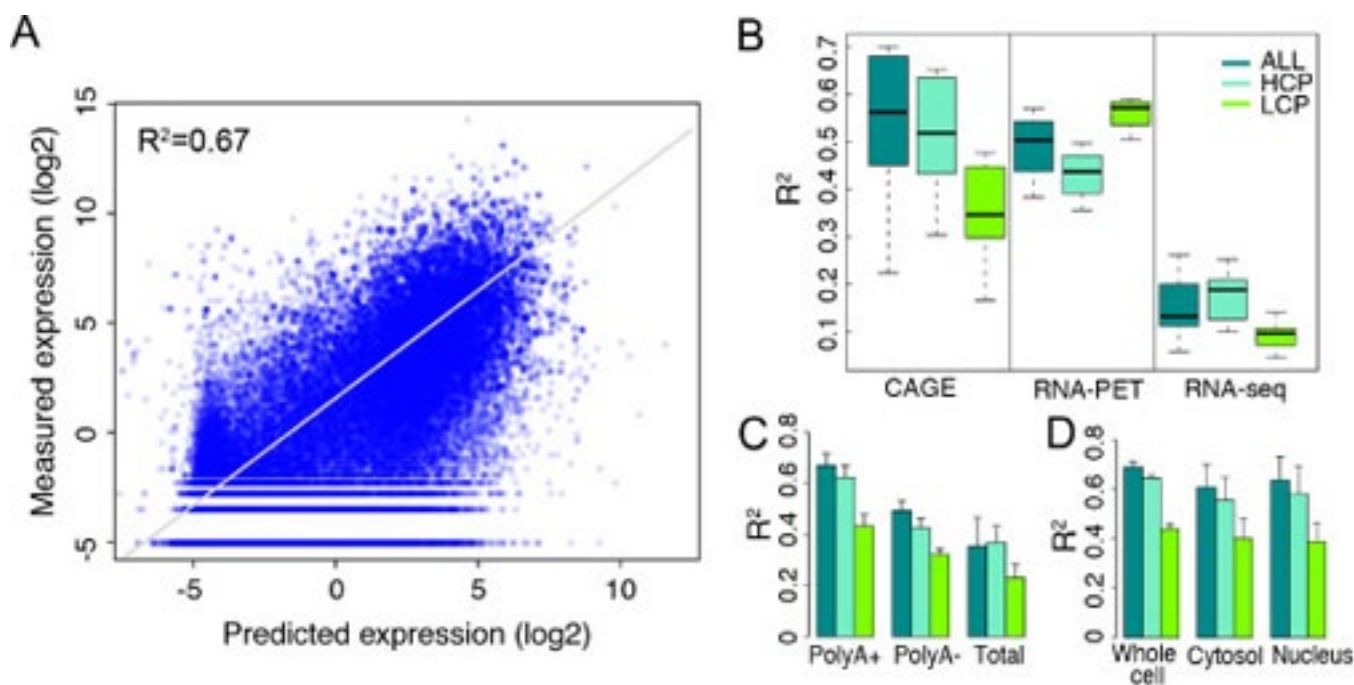 A
R²=0.67
Measured expression (log2)
15
10
5
0
-5
-5
0
5
10
Predicted expression (log2)
B
R²
0.7
0.6
0.5
0.4
0.3
0.2
0.1
ALL
HCP
LCP
CAGE
RNA-PET
RNA-seq
C
R²
0.8
0.6
0.4
0.2
0
PolyA+
PolyA-
Total
D
R²
0.8
0.6
0.4
0.2
0
Whole
cell
Cytosol
Nucleus